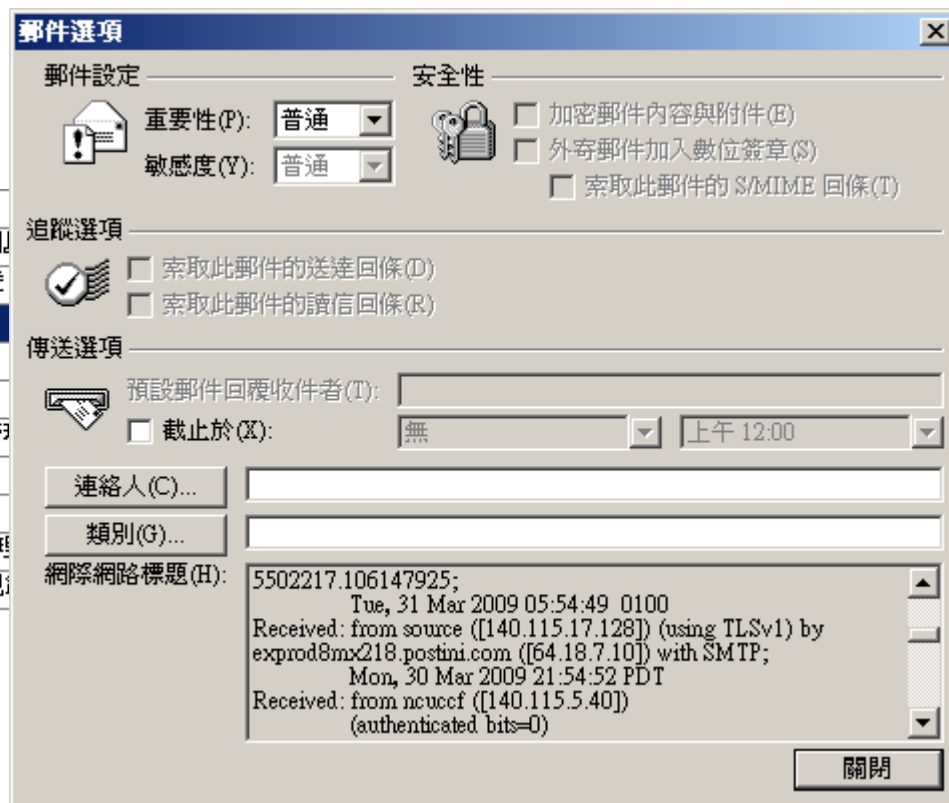 郵件選項
郵件設定
安全性
重要性(P): 普通
敏感度(Y): 普通
加密郵件內容與附件(E)
外寄郵件加入數位簽章(S)
索取此郵件的 S/MIME 回條(T)
追蹤選項
索取此郵件的送達回條(D)
索取此郵件的讀信回條(R)
傳送選項
預設郵件回覆收件者(T):
截止於(X): 無 上午 12:00
連絡人(C)...
類別(G)...
網際網路標題(H):
5502217.106147925;
Tue, 31 Mar 2009 05:54:49 0100
Received: from source ([140.115.17.128]) (using TLSv1) by
exprod8mx218.postini.com ([64.18.7.10]) with SMTP;
Mon, 30 Mar 2009 21:54:52 PDT
Received: from ncuccf ([140.115.5.40])
(authenticated bits=0)
關閉